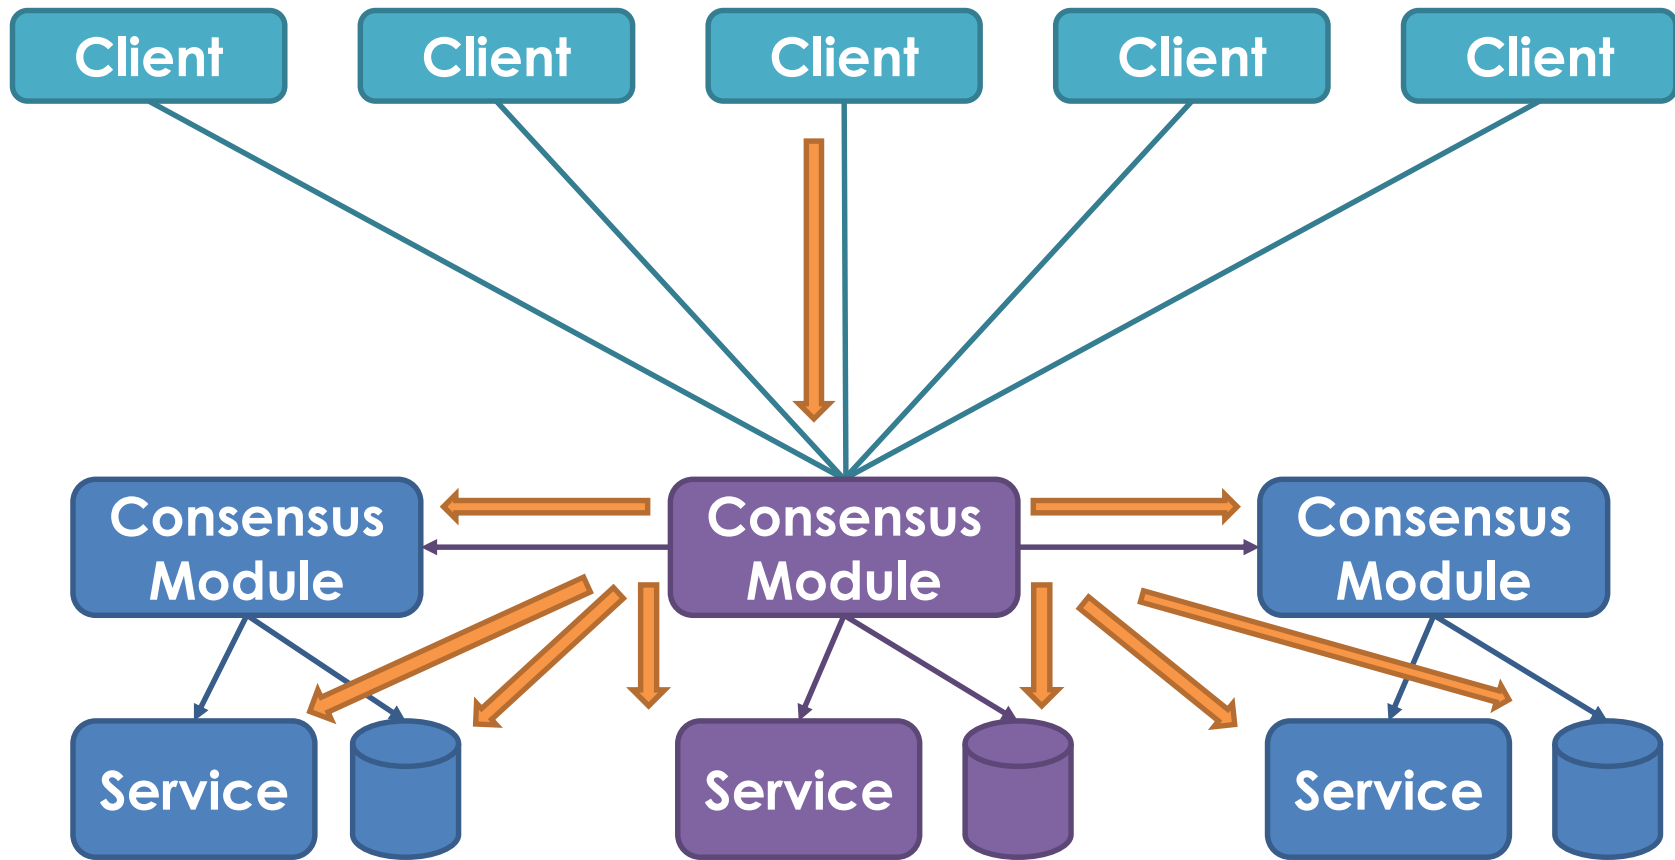 Client
Client
Client
Client
Client
Consensus
Module
Consensus
Module
Consensus
Module
Service
Service
Service